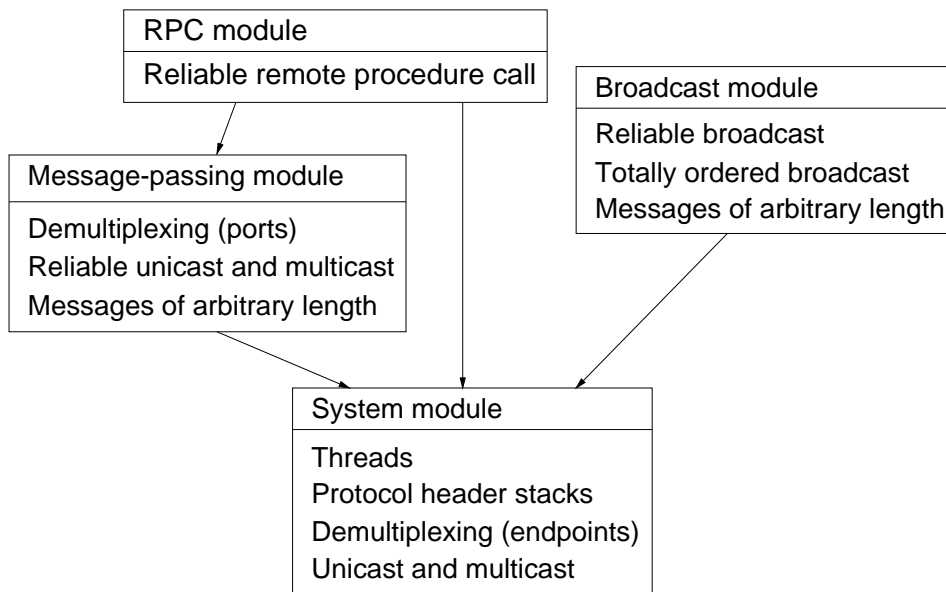 RPC module
Reliable remote procedure call
Broadcast module
Reliable broadcast
Totally ordered broadcast
Messages of arbitrary length
Message-passing module
Demultiplexing (ports)
Reliable unicast and multicast
Messages of arbitrary length
System module
Threads
Protocol header stacks
Demultiplexing (endpoints)
Unicast and multicast